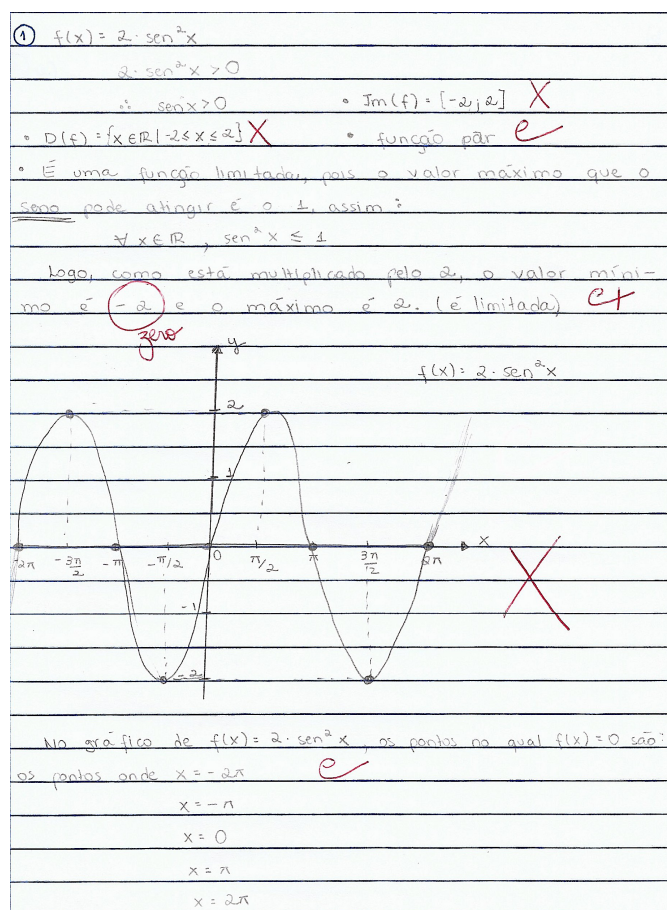 1 f(x) = 2 · sen²x
2 · sen²x > 0
∴ sen x > 0
• Im(f) = [-2; 2] X
• D(f) = {x ∈ ℝ | -2 ≤ x ≤ 2} X
• função par C
• É uma função limitada, pois o valor máximo que o
seno pode atingir é o 1, assim:
∀ x ∈ ℝ, sen²x ≤ 1
Logo, como está multiplicado pelo 2, o valor míni-
mo é -2 e o máximo é 2. (é limitada) C±
zero
y
f(x) = 2 · sen²x
2
1
-2π -3π/2 -π -π/2 0 π/2 π 3π/2 2π x
X
-1
-2
No gráfico de f(x) = 2 · sen²x, os pontos no qual f(x) = 0 são:
os pontos onde x = -2π C
x = -π
x = 0
x = π
x = 2π